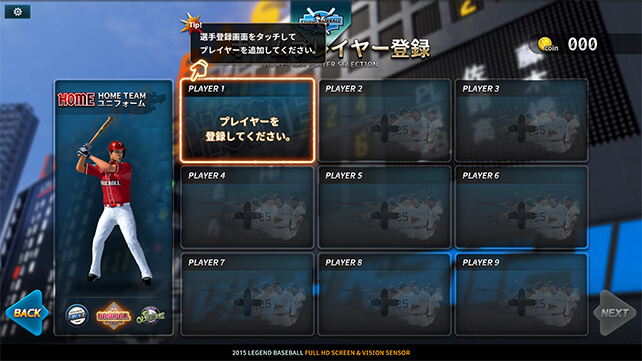 Tip!
選手登録画面をタッチして
プレイヤーを追加してください。
イヤー登録
PLAYER SELECTION
coin
000
HOME
HOME TEAM
ユニフォーム
PLAYER 1
プレイヤーを
登録してください。
PLAYER 2
PLAYER 3
PLAYER 4
PLAYER 5
PLAYER 6
PLAYER 7
PLAYER 8
PLAYER 9
BACK
NEXT
2015 LEGEND BASEBALL FULL HD SCREEN & VISION SENSOR